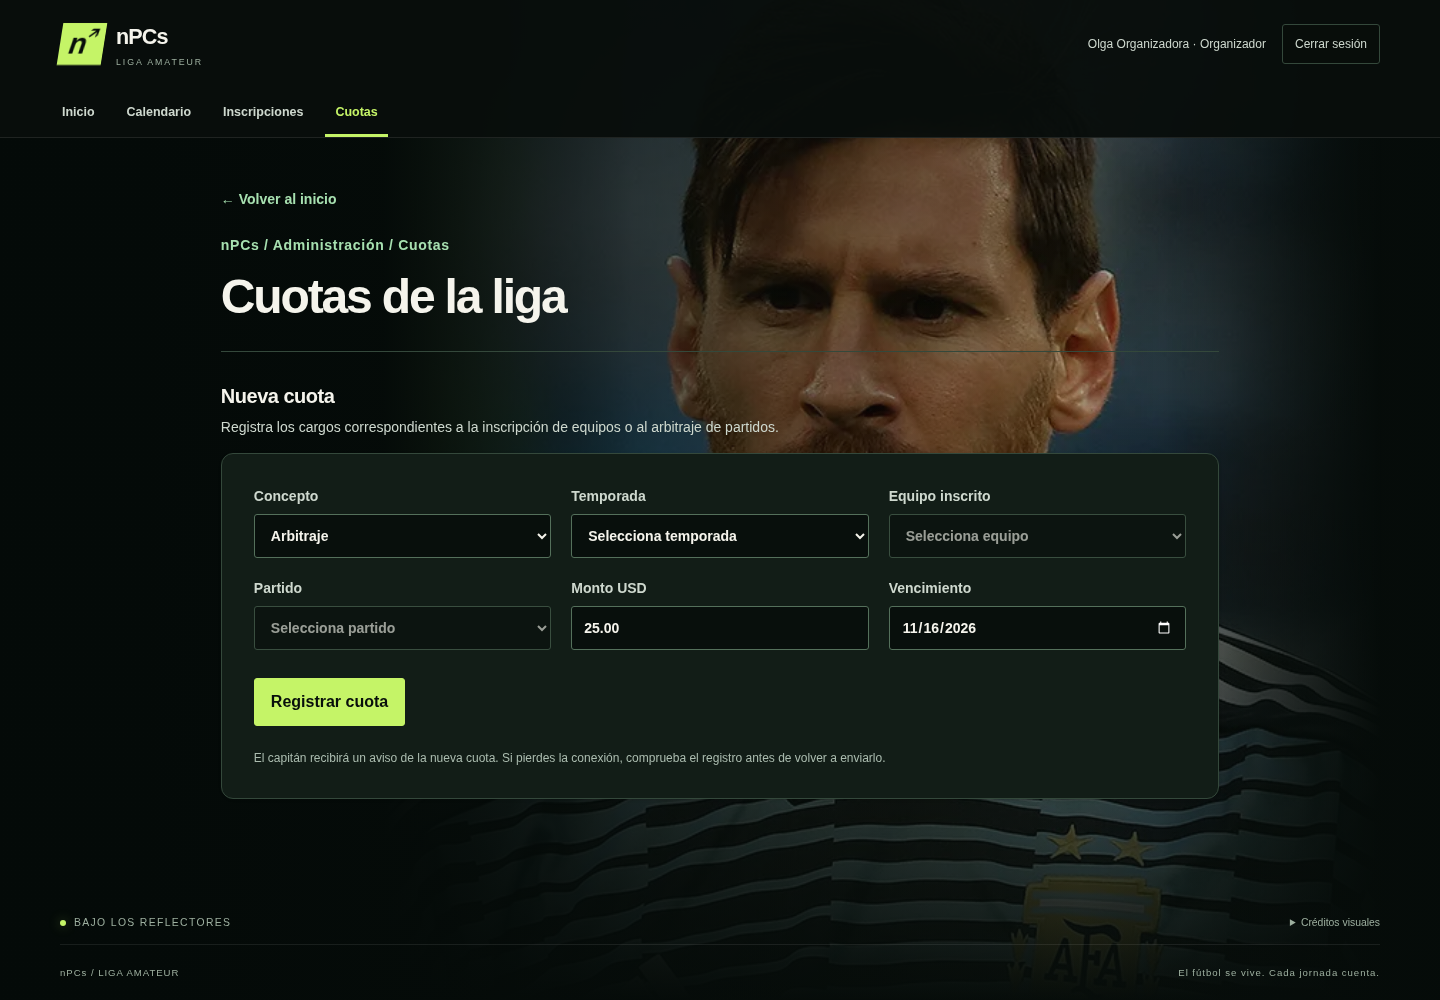 n
nPCs
LIGA AMATEUR
Olga Organizadora · Organizador
Cerrar sesión
Inicio
Calendario
Inscripciones
Cuotas
← Volver al inicio
nPCs / Administración / Cuotas
Cuotas de la liga
Nueva cuota
Registra los cargos correspondientes a la inscripción de equipos o al arbitraje de partidos.
Concepto
Temporada
Equipo inscrito
Arbitraje
Selecciona temporada
Selecciona equipo
Partido
Monto USD
Vencimiento
Selecciona partido
25.00
11/16/2026
Registrar cuota
El capitán recibirá un aviso de la nueva cuota. Si pierdes la conexión, comprueba el registro antes de volver a enviarlo.
BAJO LOS REFLECTORES
Créditos visuales
AFA
nPCs / LIGA AMATEUR
El fútbol se vive. Cada jornada cuenta.